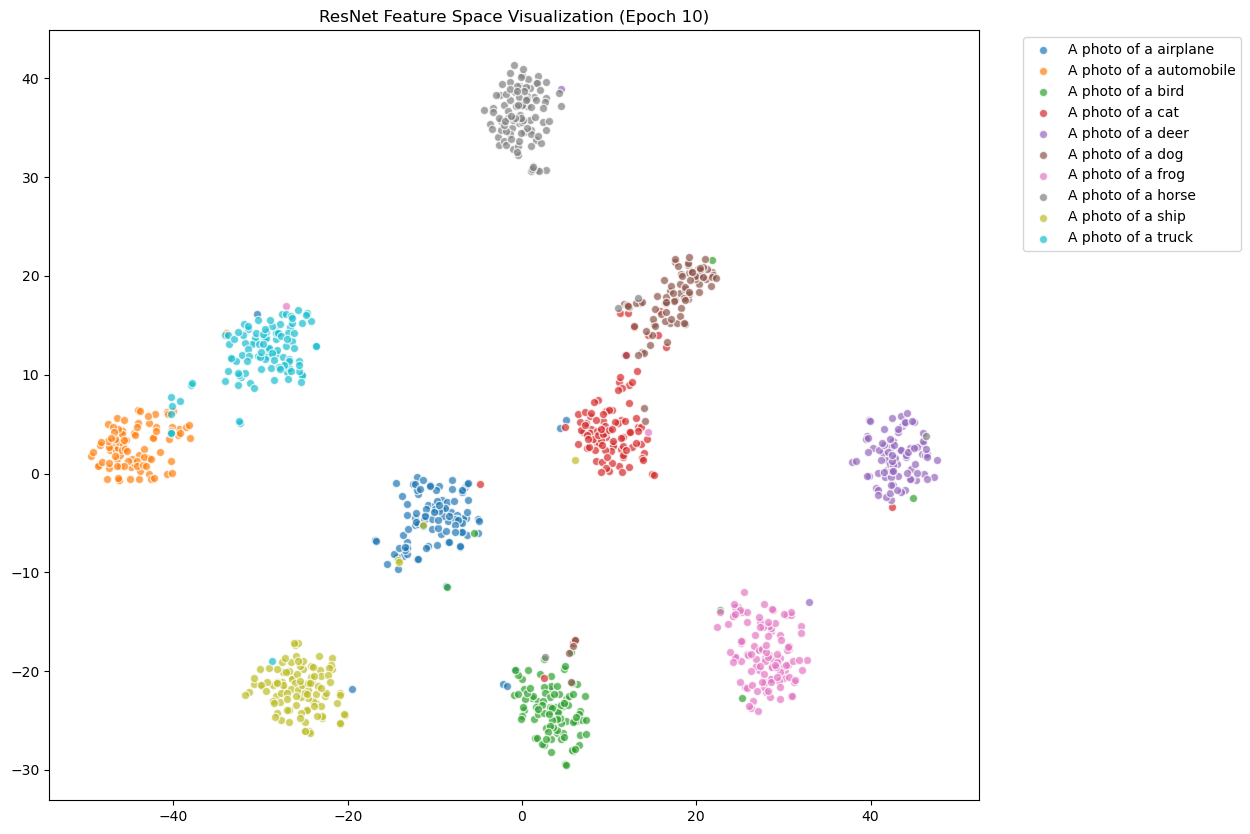 ResNet Feature Space Visualization (Epoch 10)
A photo of a airplane
A photo of a automobile
A photo of a bird
A photo of a cat
A photo of a deer
A photo of a dog
A photo of a frog
A photo of a horse
A photo of a ship
A photo of a truck
40
30
20
10
0
−10
−20
−30
−40
−20
0
20
40